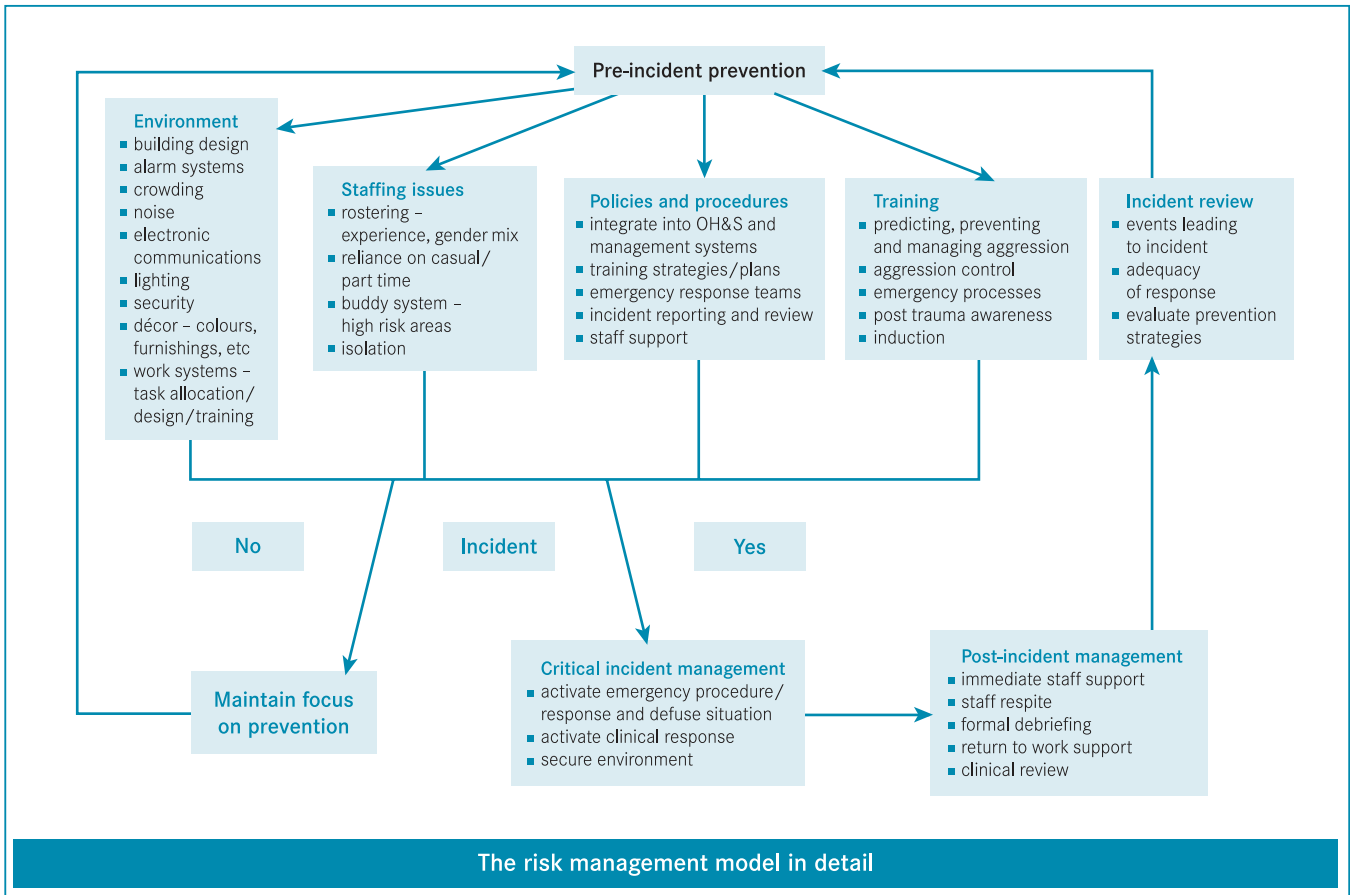 Pre-incident prevention
Environment
▪ building design
▪ alarm systems
▪ crowding
▪ noise
▪ electronic
communications
▪ lighting
▪ security
▪ décor – colours,
furnishings, etc
▪ work systems –
task allocation/
design/training
Staffing issues
▪ rostering –
experience, gender mix
▪ reliance on casual/
part time
▪ buddy system –
high risk areas
▪ isolation
Policies and procedures
▪ integrate into OH&S and
management systems
▪ training strategies/plans
▪ emergency response teams
▪ incident reporting and review
▪ staff support
Training
▪ predicting, preventing
and managing aggression
▪ aggression control
▪ emergency processes
▪ post trauma awareness
▪ induction
Incident review
▪ events leading
to incident
▪ adequacy
of response
▪ evaluate prevention
strategies
No
Incident
Yes
Maintain focus
on prevention
Critical incident management
▪ activate emergency procedure/
response and defuse situation
▪ activate clinical response
▪ secure environment
Post-incident management
▪ immediate staff support
▪ staff respite
▪ formal debriefing
▪ return to work support
▪ clinical review
The risk management model in detail